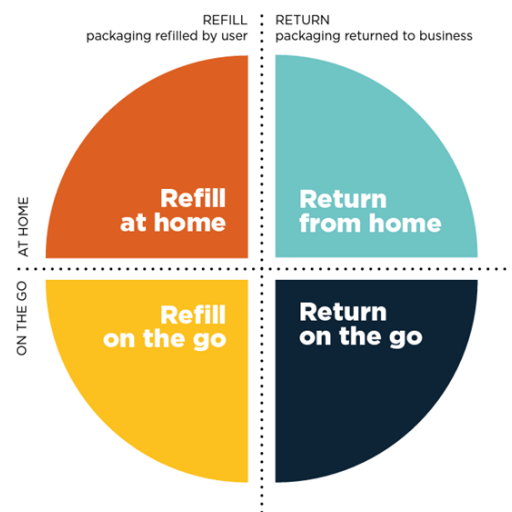 REFILL
packaging refilled by user
RETURN
packaging returned to business
AT HOME
Refill
at home
Return
from home
ON THE GO
Refill
on the go
Return
on the go